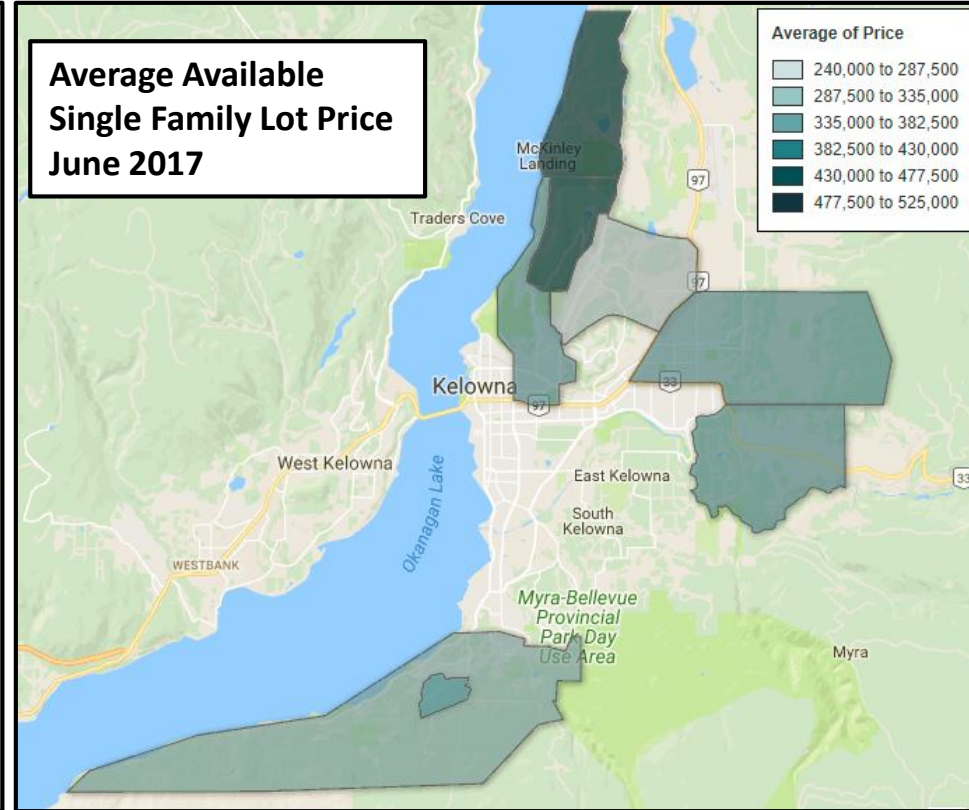 Average Available
Single Family Lot Price
June 2017
Average of Price
240,000 to 287,500
287,500 to 335,000
335,000 to 382,500
382,500 to 430,000
430,000 to 477,500
477,500 to 525,000
McKinley
Landing
97
Traders Cove
97
Kelowna
33
97
West Kelowna
East Kelowna
33
South
Kelowna
Okanagan Lake
WESTBANK
Myra-Bellevue
Provincial
Park Day
Use Area
Myra